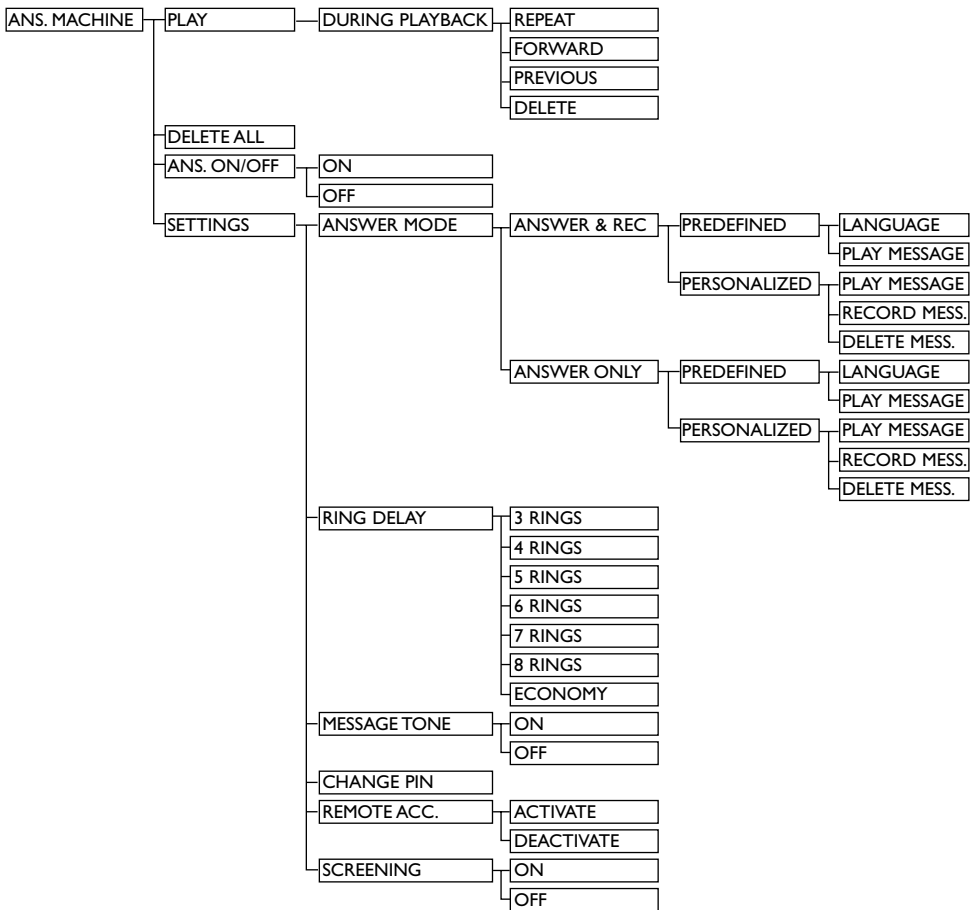 ANS. MACHINE PLAY DURING PLAYBACK REPEAT
FORWARD
PREVIOUS
DELETE
DELETE ALL
ANS. ON/OFF ON
OFF
SETTINGS ANSWER MODE ANSWER & REC PREDEFINED LANGUAGE
PLAY MESSAGE
PERSONALIZED PLAY MESSAGE
RECORD MESS.
DELETE MESS.
ANSWER ONLY PREDEFINED LANGUAGE
PLAY MESSAGE
PERSONALIZED PLAY MESSAGE
RECORD MESS.
DELETE MESS.
RING DELAY 3 RINGS
4 RINGS
5 RINGS
6 RINGS
7 RINGS
8 RINGS
ECONOMY
MESSAGE TONE ON
OFF
CHANGE PIN
REMOTE ACC. ACTIVATE
DEACTIVATE
SCREENING ON
OFF